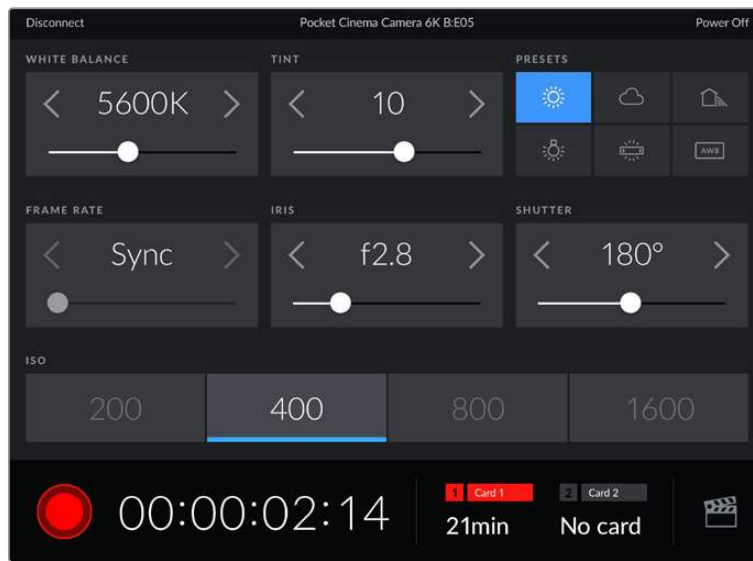 Disconnect Pocket Cinema Camera 6K B:E05 Power Off
WHITE BALANCE TINT PRESETS
5600K 10
AWB
FRAME RATE IRIS SHUTTER
Sync f2.8 180°
ISO
200 400 800 1600
1 Card 1 2 Card 2
00:00:02:14 21min No card